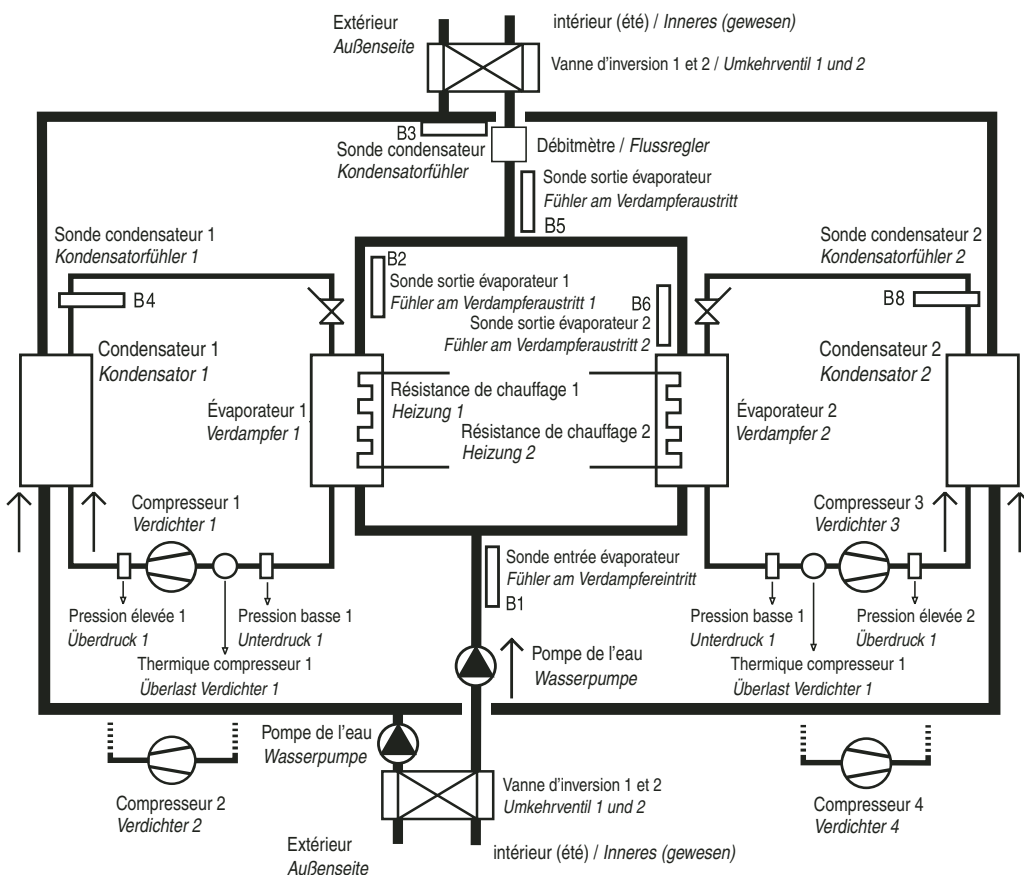 Extérieur
Außenseite
intérieur (été) / Inneres (gewesen)
Vanne d'inversion 1 et 2 / Umkehrventil 1 und 2
B3
Sonde condensateur
Kondensatorfühler
Débitmètre / Flussregler
Sonde sortie évaporateur
Fühler am Verdampferaustritt
B5
Sonde condensateur 1
Kondensatorfühler 1
B4
B2
Sonde sortie évaporateur 1
Fühler am Verdampferaustritt 1
B6
Sonde sortie évaporateur 2
Fühler am Verdampferaustritt 2
Sonde condensateur 2
Kondensatorfühler 2
B8
Condensateur 1
Kondensator 1
Évaporateur 1
Verdampfer 1
Résistance de chauffage 1
Heizung 1
Résistance de chauffage 2
Heizung 2
Évaporateur 2
Verdampfer 2
Condensateur 2
Kondensator 2
Compresseur 1
Verdichter 1
Compresseur 3
Verdichter 3
Sonde entrée évaporateur
Fühler am Verdampfereintritt
B1
Pression élevée 1
Überdruck 1
Pression basse 1
Unterdruck 1
Thermique compresseur 1
Überlast Verdichter 1
Pression basse 1
Unterdruck 1
Pression élevée 2
Überdruck 1
Thermique compresseur 1
Überlast Verdichter 1
Pompe de l'eau
Wasserpumpe
Pompe de l'eau
Wasserpumpe
Compresseur 2
Verdichter 2
Vanne d'inversion 1 et 2
Umkehrventil 1 und 2
Compresseur 4
Verdichter 4
Extérieur
Außenseite
intérieur (été) / Inneres (gewesen)